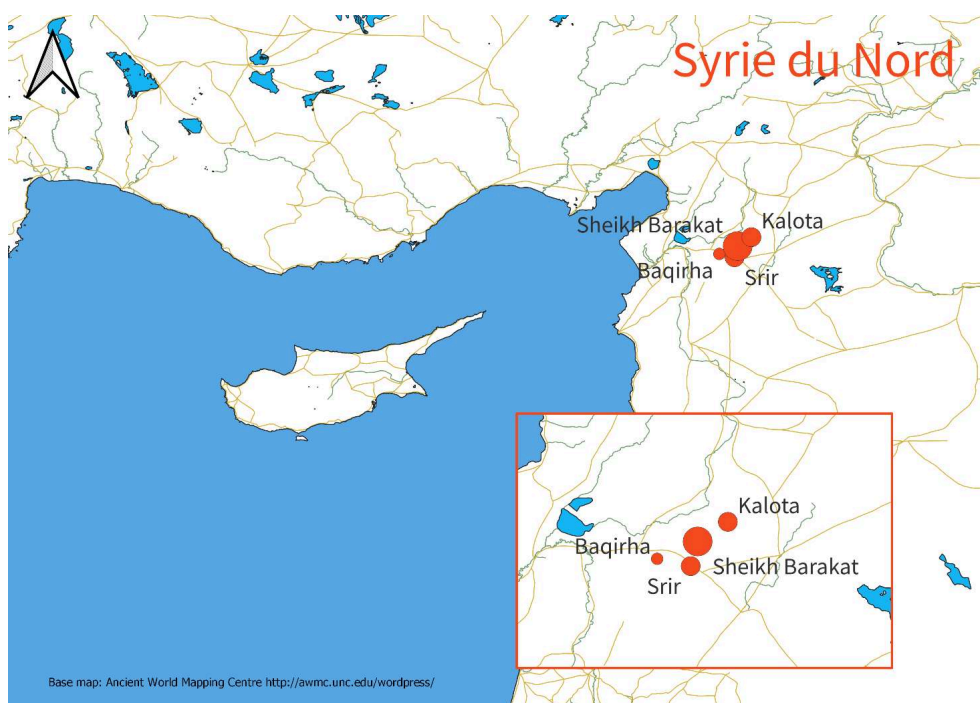 Syrie du Nord
Sheikh Barakat
Kalota
Baqirha
Srir
Kalota
Baqirha
Srir
Sheikh Barakat
Base map: Ancient World Mapping Centre http://awmc.unc.edu/wordpress/